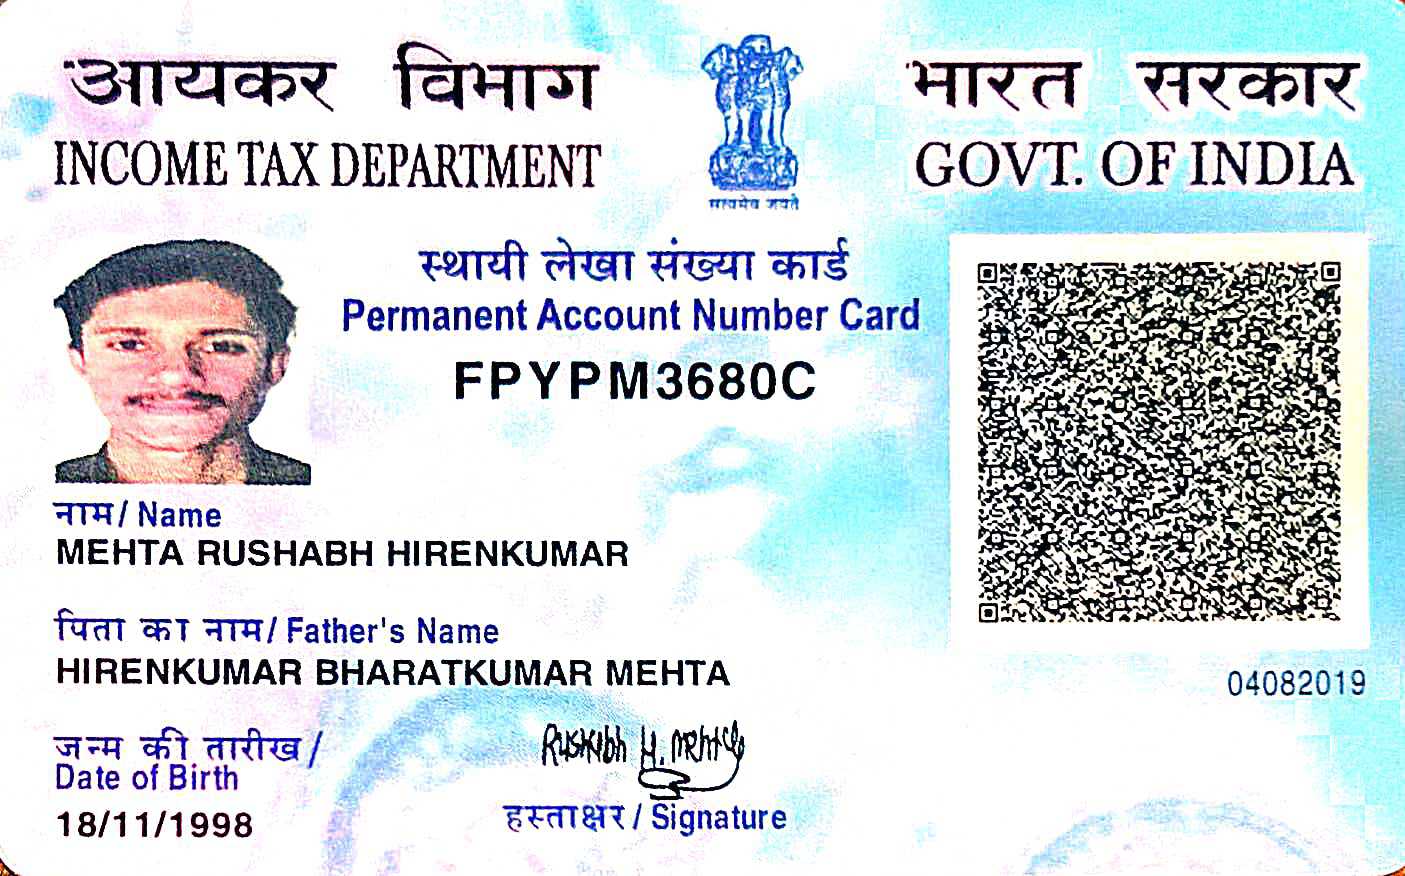 आयकर विभाग
INCOME TAX DEPARTMENT
सत्यमेव जयते
भारत सरकार
GOVT. OF INDIA
स्थायी लेखा संख्या कार्ड
Permanent Account Number Card
FPYPM3680C
नाम / Name
MEHTA RUSHABH HIRENKUMAR
पिता का नाम / Father's Name
HIRENKUMAR BHARATKUMAR MEHTA
04082019
जन्म की तारीख /
Date of Birth
18/11/1998
Rushabh H. Mehta
हस्ताक्षर / Signature